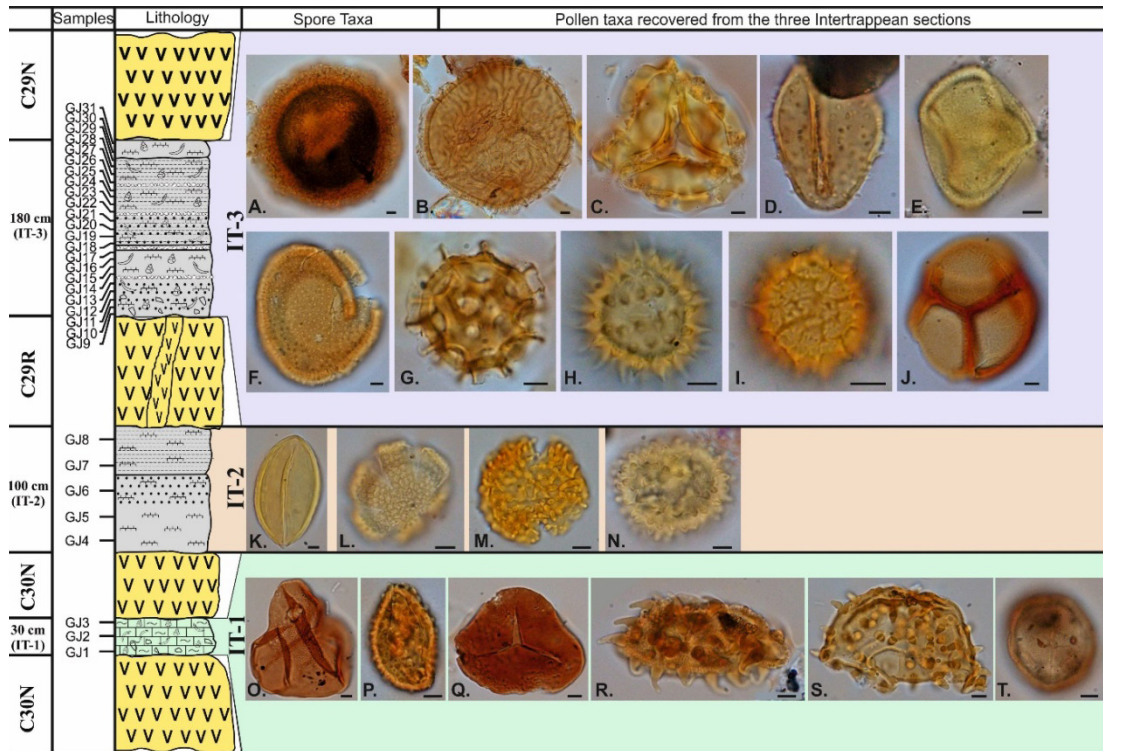 Samples Lithology Spore Taxa Pollen taxa recovered from the three Intertrappean sections
C29N
GJ31
GJ30
GJ29
GJ28
GJ27
GJ26
GJ25
GJ24
GJ23
GJ22
GJ21
GJ20
GJ19
GJ18
GJ17
GJ16
GJ15
GJ14
GJ13
GJ12
GJ11
GJ10
GJ9
180 cm
(IT-3)
IT-3
C29R
A. B. C. D. E.
F. G. H. I. J.
GJ8
GJ7
GJ6
GJ5
GJ4
100 cm
(IT-2)
IT-2
K. L. M. N.
C30N
GJ3
GJ2
GJ1
30 cm
(IT-1)
IT-1
C30N
O. P. Q. R. S. T.